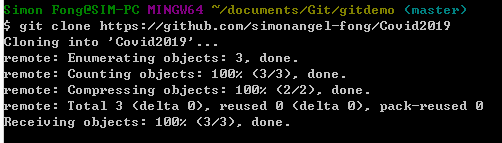 Simon Fong@SIM-PC MINGW64 ~/documents/Git/gitdemo (master)
$ git clone https://github.com/simonangel-fong/Covid2019
Cloning into 'Covid2019'...
remote: Enumerating objects: 3, done.
remote: Counting objects: 100% (3/3), done.
remote: Compressing objects: 100% (2/2), done.
remote: Total 3 (delta 0), reused 0 (delta 0), pack-reused 0
Receiving objects: 100% (3/3), done.